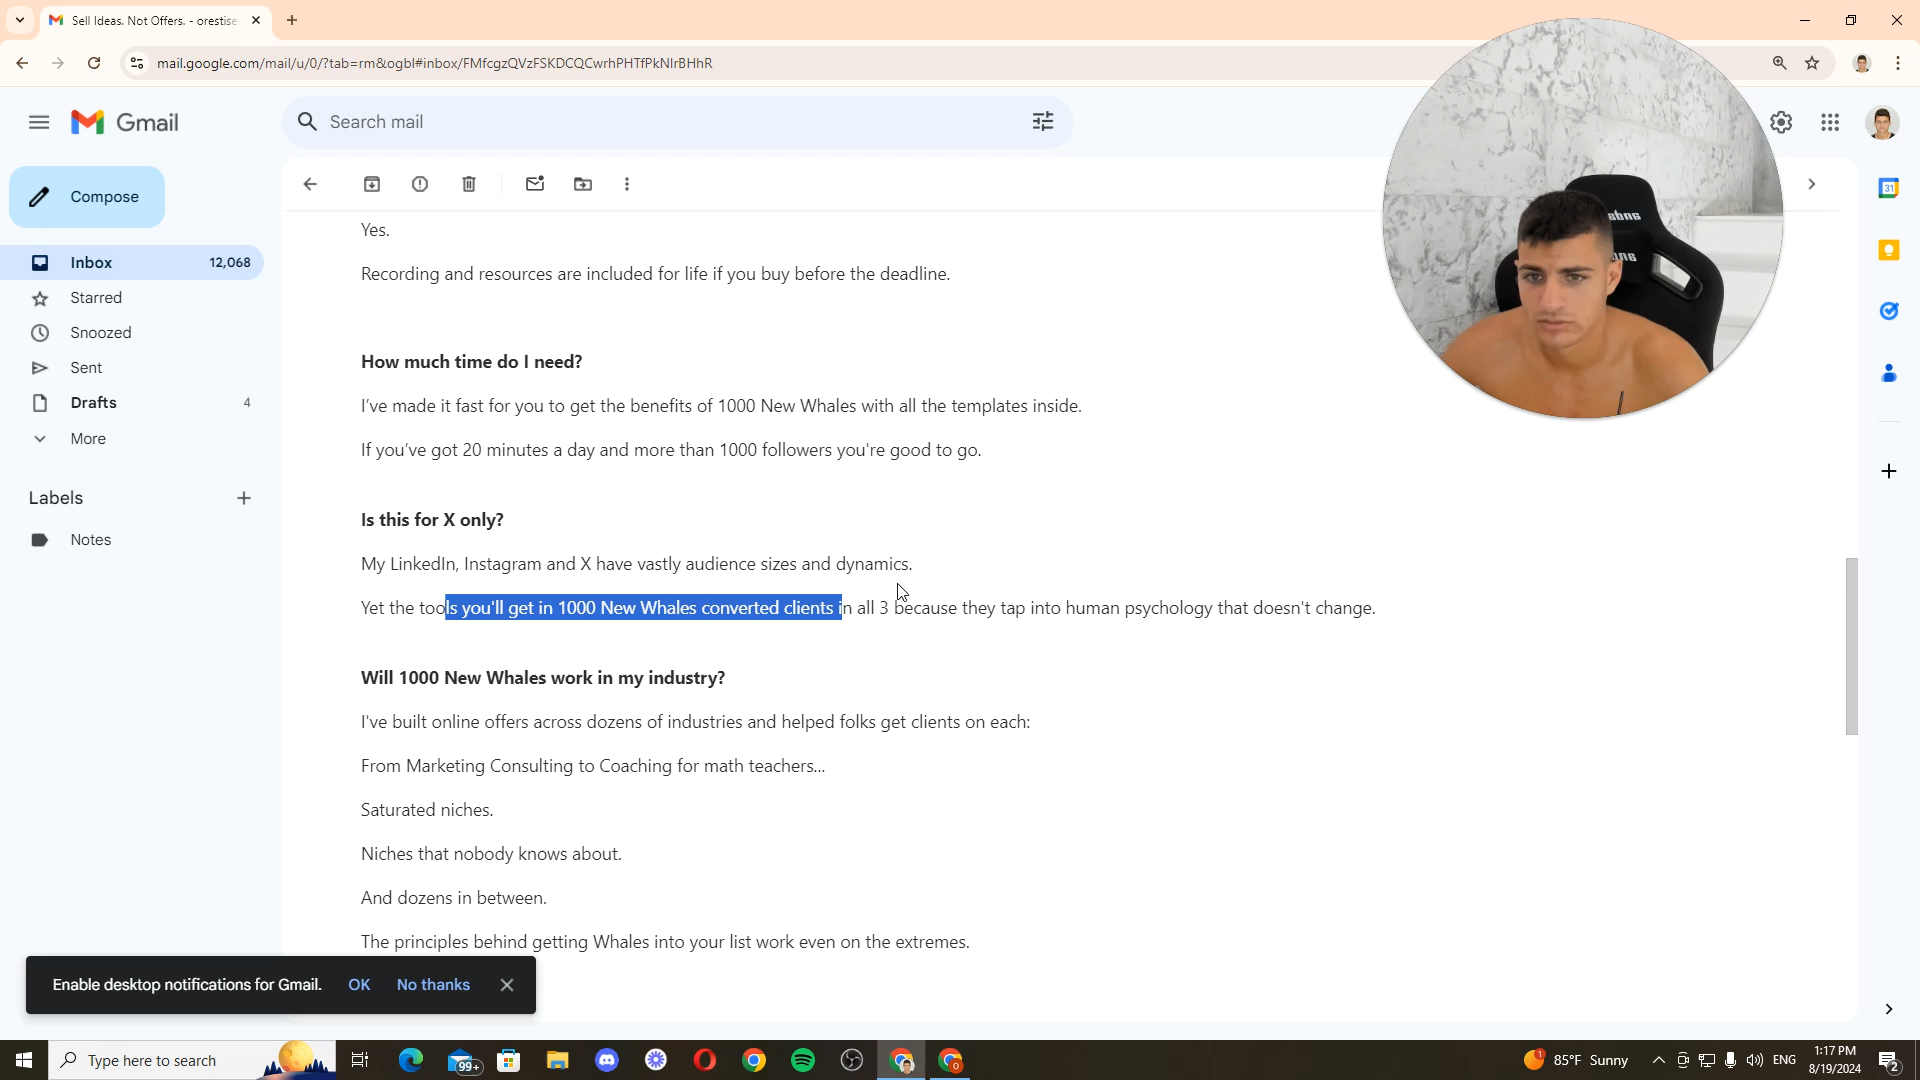 Sell Ideas. Not Offers. - orestise
mail.google.com/mail/u/0/?tab=rm&ogbl#inbox/FMfcgzQVzFSKDCQCwrhPHTfPkNlrBHhR
Gmail
Search mail
Compose
Inbox 12,068
Starred
Snoozed
Sent
Drafts 4
More
Labels
Notes
Yes.
Recording and resources are included for life if you buy before the deadline.
How much time do I need?
I've made it fast for you to get the benefits of 1000 New Whales with all the templates inside.
If you've got 20 minutes a day and more than 1000 followers you're good to go.
Is this for X only?
My LinkedIn, Instagram and X have vastly audience sizes and dynamics.
Yet the tools you'll get in 1000 New Whales converted clients in all 3 because they tap into human psychology that doesn't change.
Will 1000 New Whales work in my industry?
I've built online offers across dozens of industries and helped folks get clients on each:
From Marketing Consulting to Coaching for math teachers...
Saturated niches.
Niches that nobody knows about.
And dozens in between.
The principles behind getting Whales into your list work even on the extremes.
Enable desktop notifications for Gmail. OK No thanks
31
Type here to search
99+
85°F Sunny
ENG
1:17 PM
8/19/2024
2